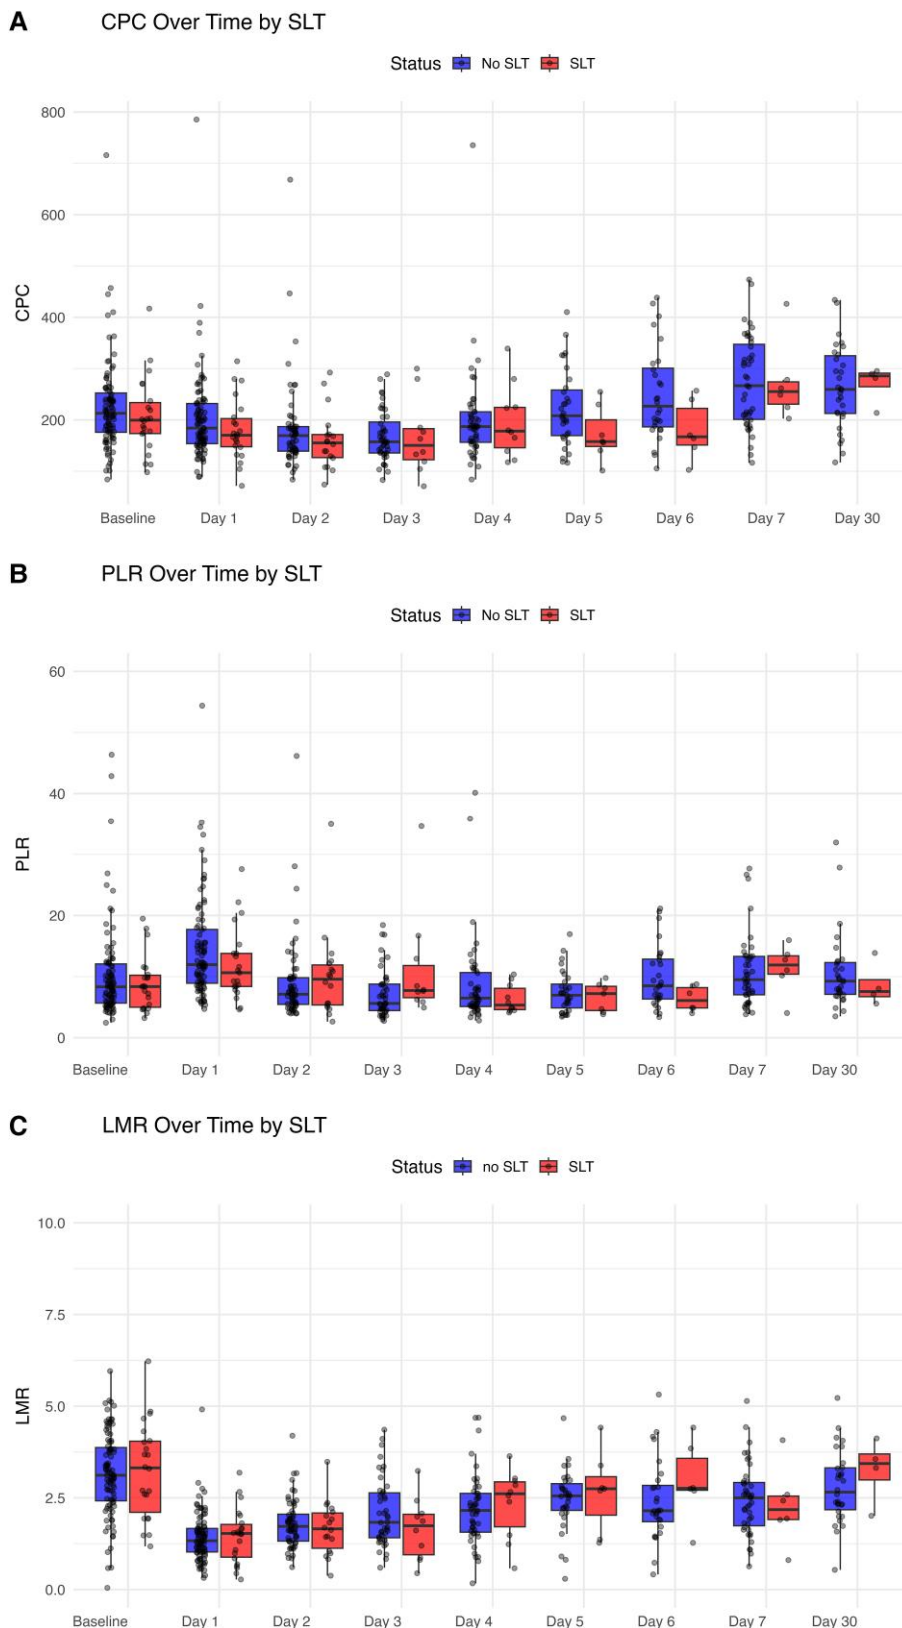 A CPC Over Time by SLT
Status No SLT SLT
800
600
400
200
CPC
Baseline Day 1 Day 2 Day 3 Day 4 Day 5 Day 6 Day 7 Day 30
B PLR Over Time by SLT
Status No SLT SLT
60
40
20
0
PLR
Baseline Day 1 Day 2 Day 3 Day 4 Day 5 Day 6 Day 7 Day 30
C LMR Over Time by SLT
Status no SLT SLT
10.0
7.5
5.0
2.5
0.0
LMR
Baseline Day 1 Day 2 Day 3 Day 4 Day 5 Day 6 Day 7 Day 30